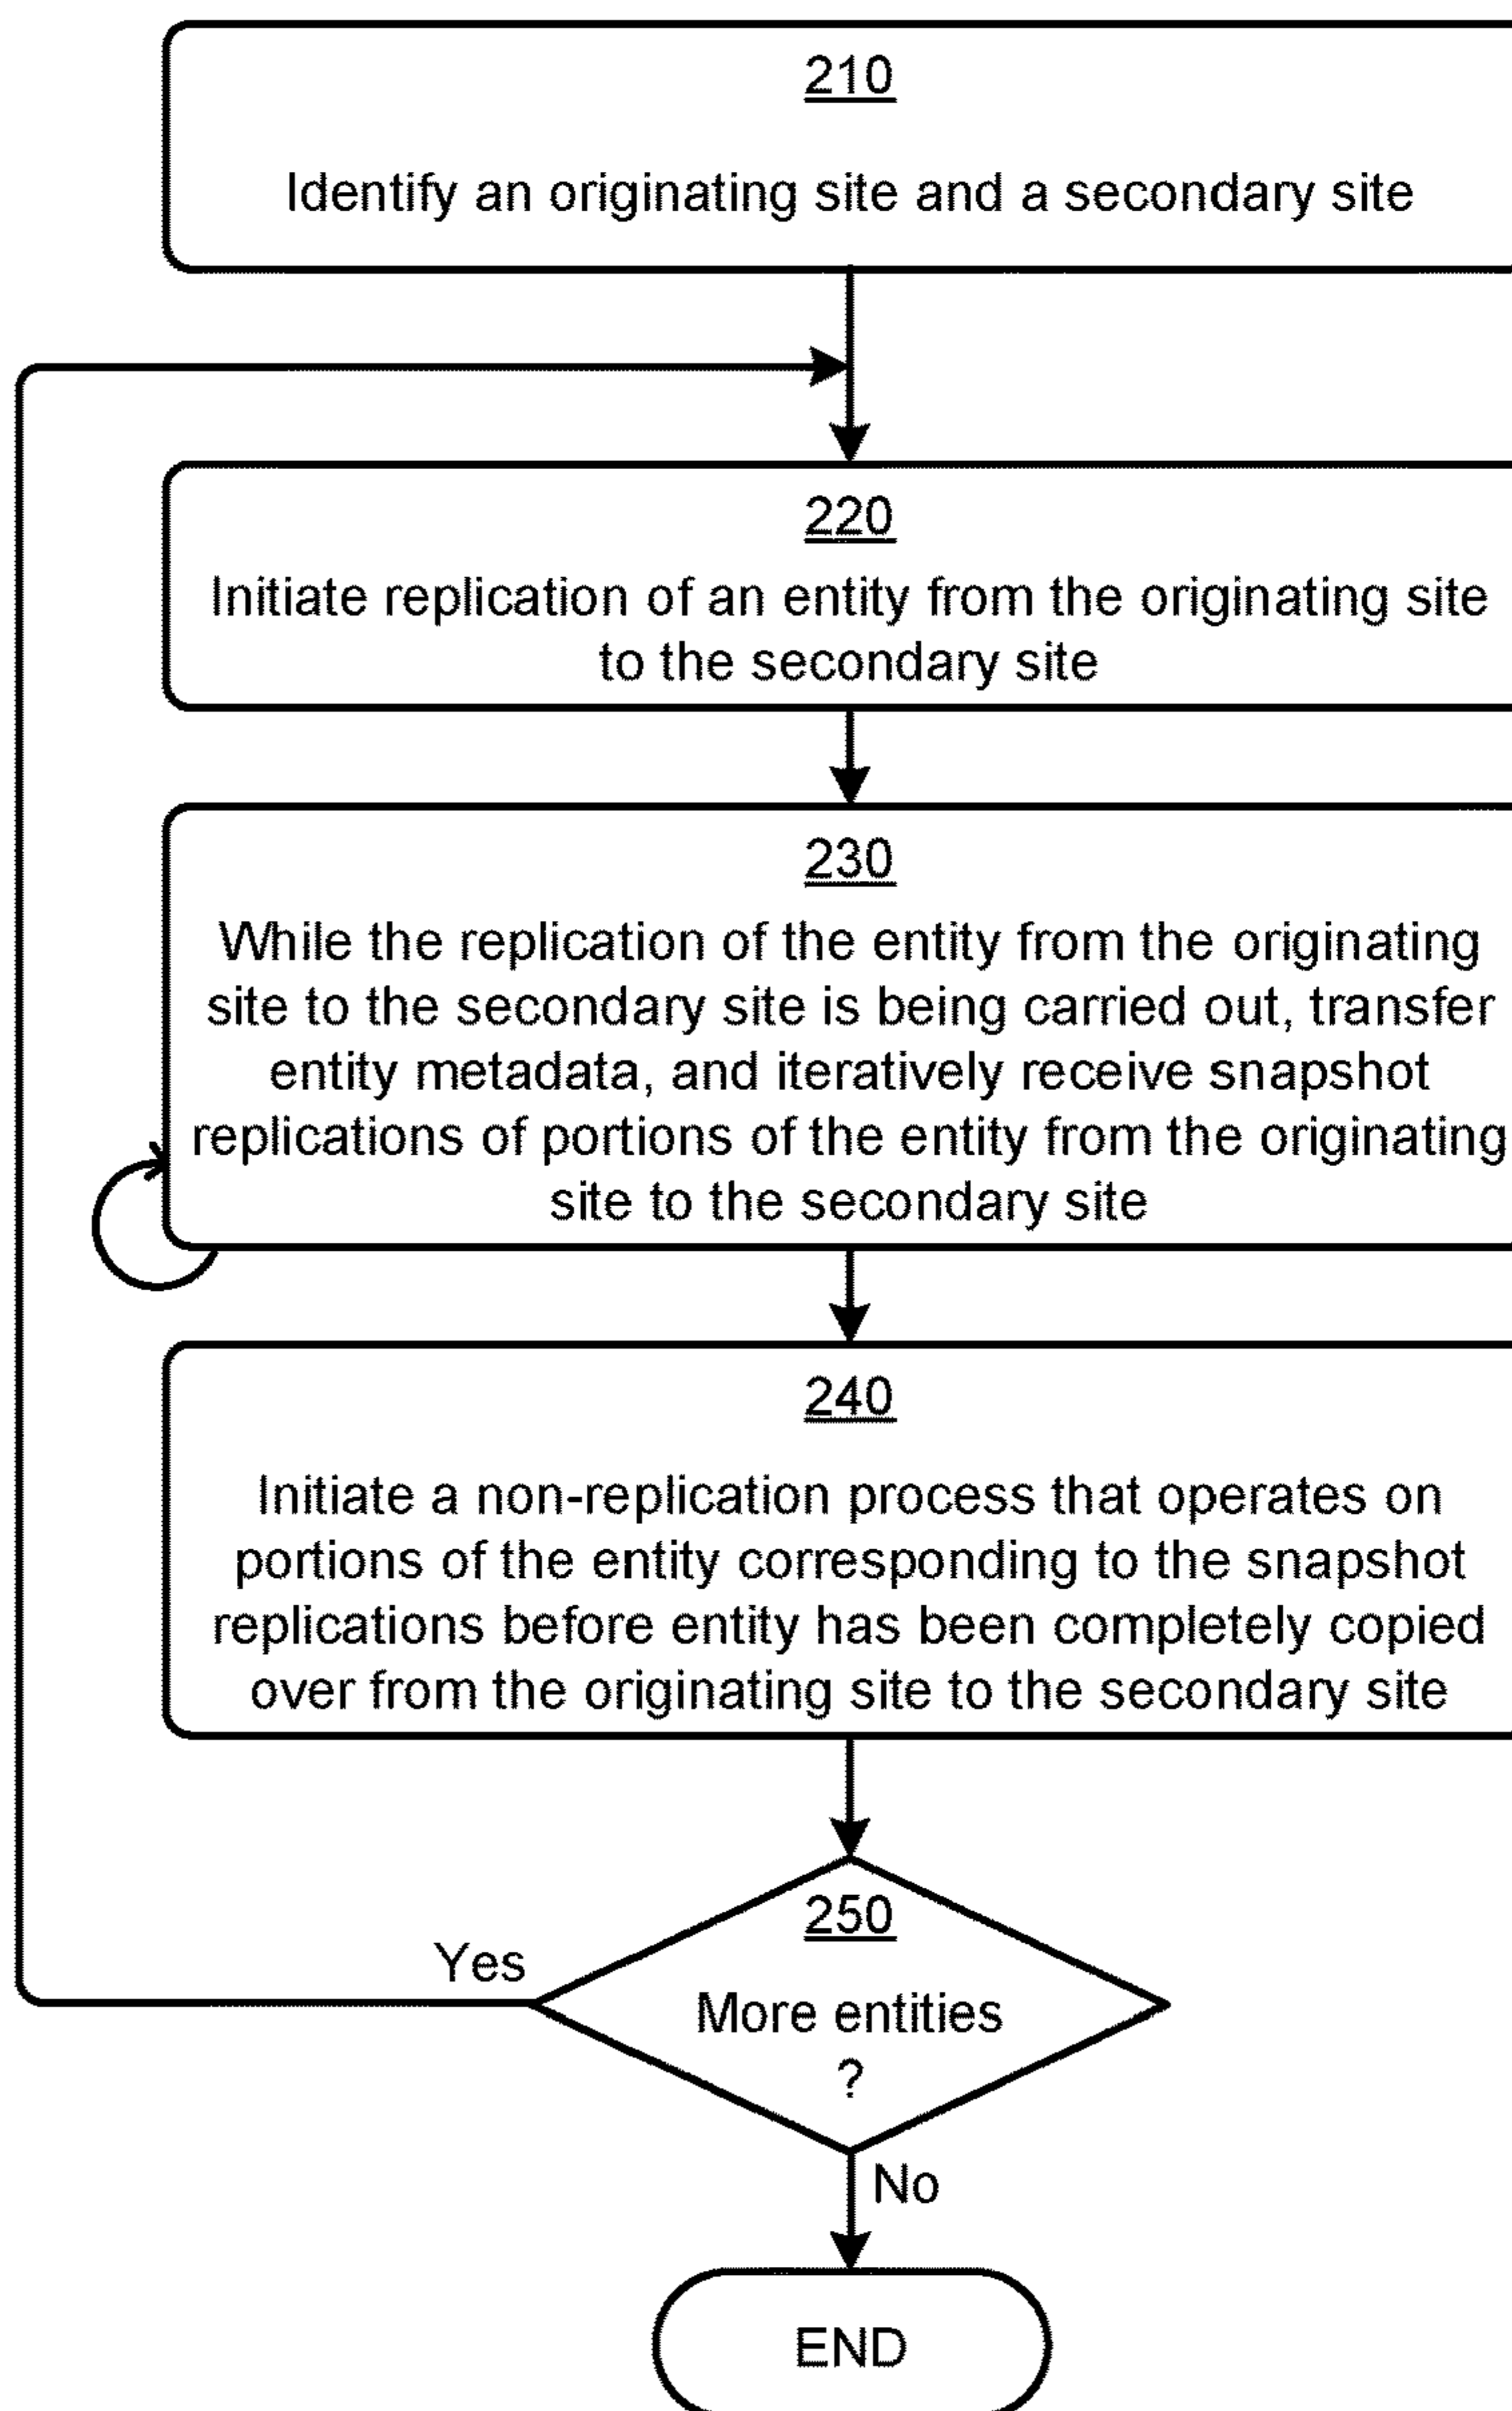 210
Identify an originating site and a secondary site
220
Initiate replication of an entity from the originating site
to the secondary site
230
While the replication of the entity from the originating
site to the secondary site is being carried out, transfer
entity metadata, and iteratively receive snapshot
replications of portions of the entity from the originating
site to the secondary site
240
Initiate a non-replication process that operates on
portions of the entity corresponding to the snapshot
replications before entity has been completely copied
over from the originating site to the secondary site
250
Yes
More entities
?
No
END